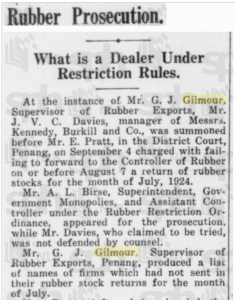 Rubber Prosecution.
What is a Dealer Under
Restriction Rules.
At the instance of Mr. G. J. Gilmour,
Supervisor of Rubber Exports, Mr.
J. V. C. Davies, manager of Messrs.
Kennedy, Burkill and Co., was summoned
before Mr. E. Pratt, in the District Court,
Penang, on September 4 charged with fail-
ing to forward to the Controller of Rubber
on or before August 7 a return of rubber
stocks for the month of July, 1924.
Mr. A. L. Birse, Superintendent, Gov-
ernment Monopolies, and Assistant Con-
troller under the Rubber Restriction Or-
dinance, appeared for the prosecution,
while Mr. Davies, who claimed to be tried,
was not defended by counsel.
Mr. G. J. Gilmour, Supervisor of
Rubber Exports, Penang, produced a list
of names of firms which had not sent in
their rubber stock returns for the month
of July.